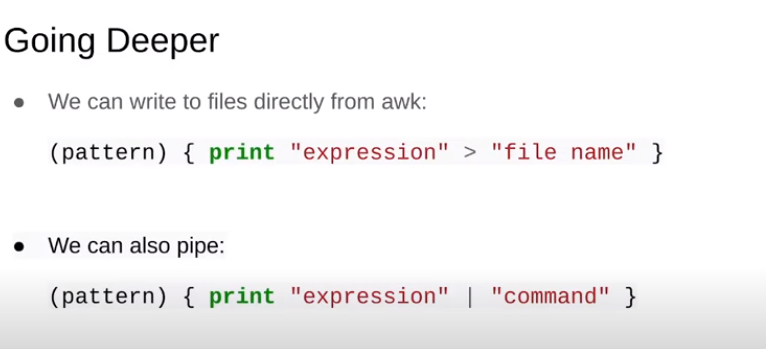 Going Deeper
● We can write to files directly from awk:
(pattern) { print "expression" > "file name" }
● We can also pipe:
(pattern) { print "expression" | "command" }